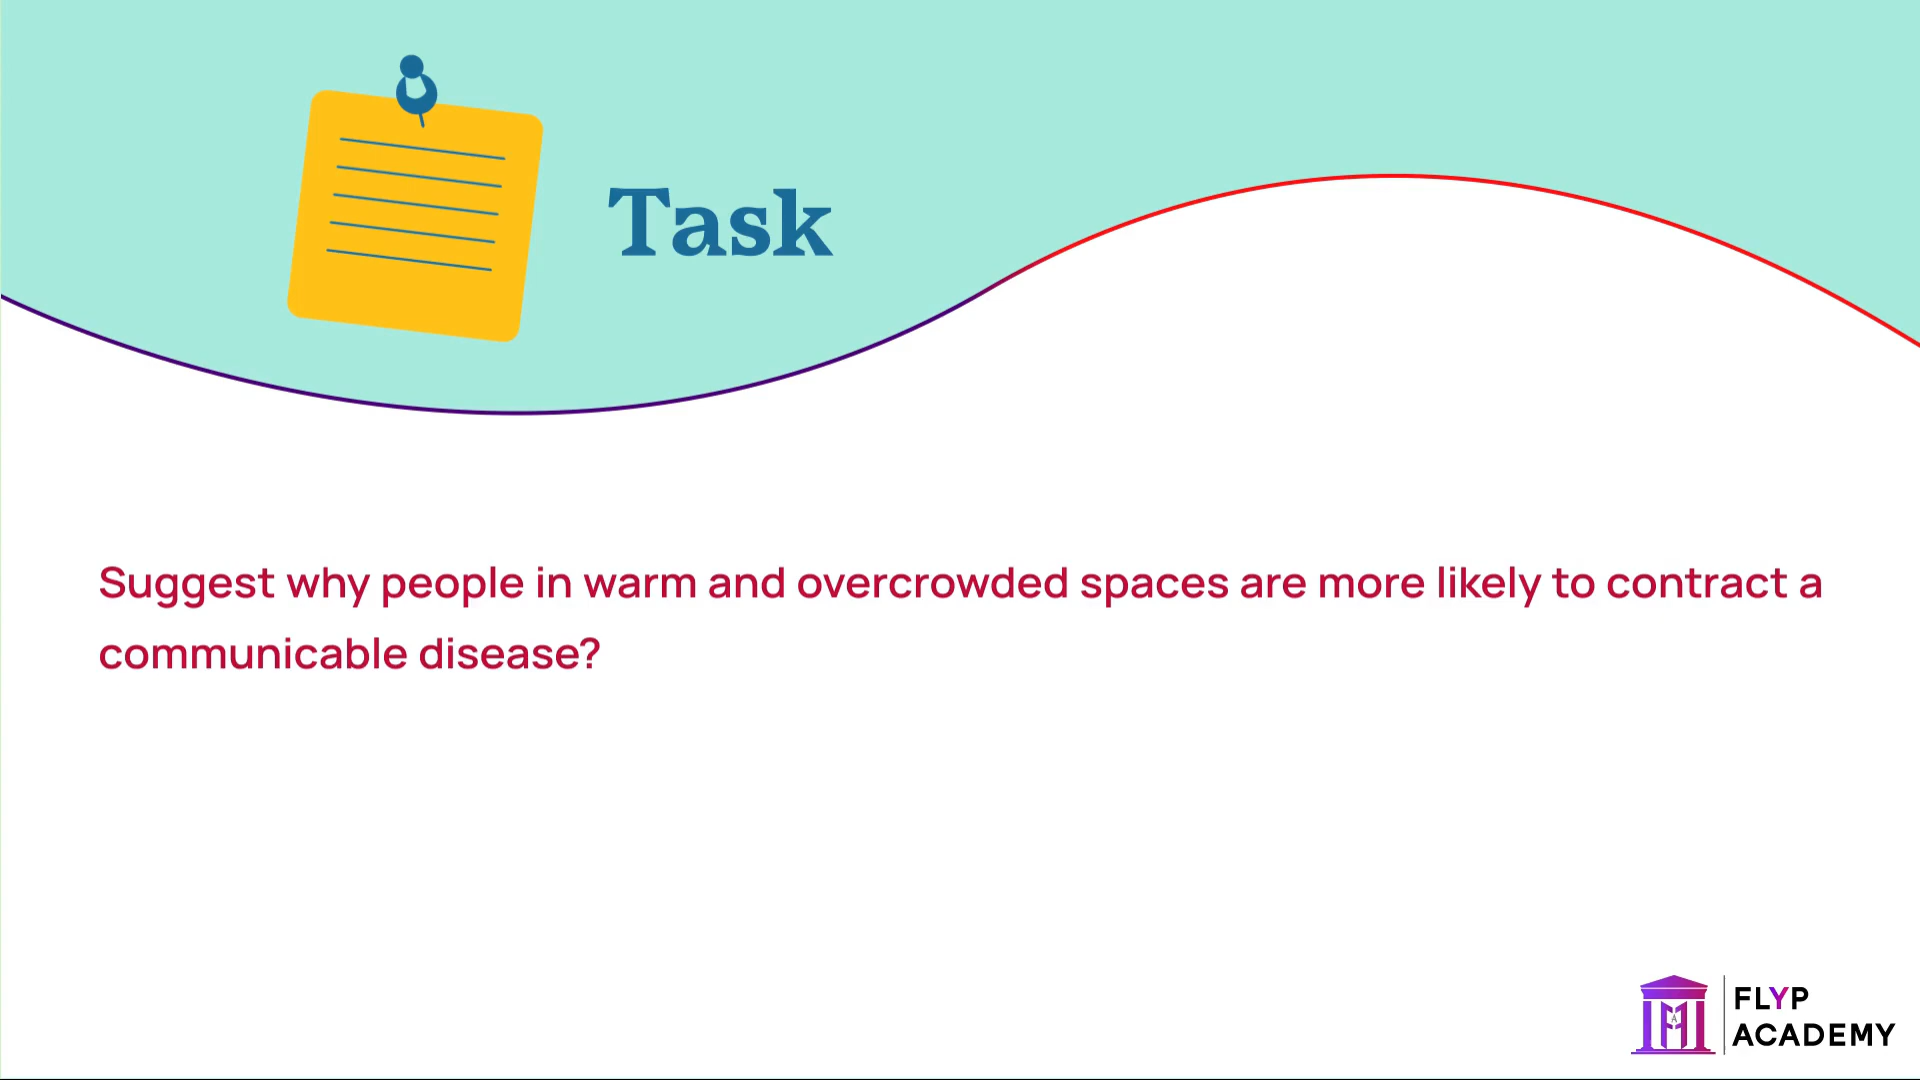 Task
Suggest why people in warm and overcrowded spaces are more likely to contract a
communicable disease?
FLYP
ACADEMY